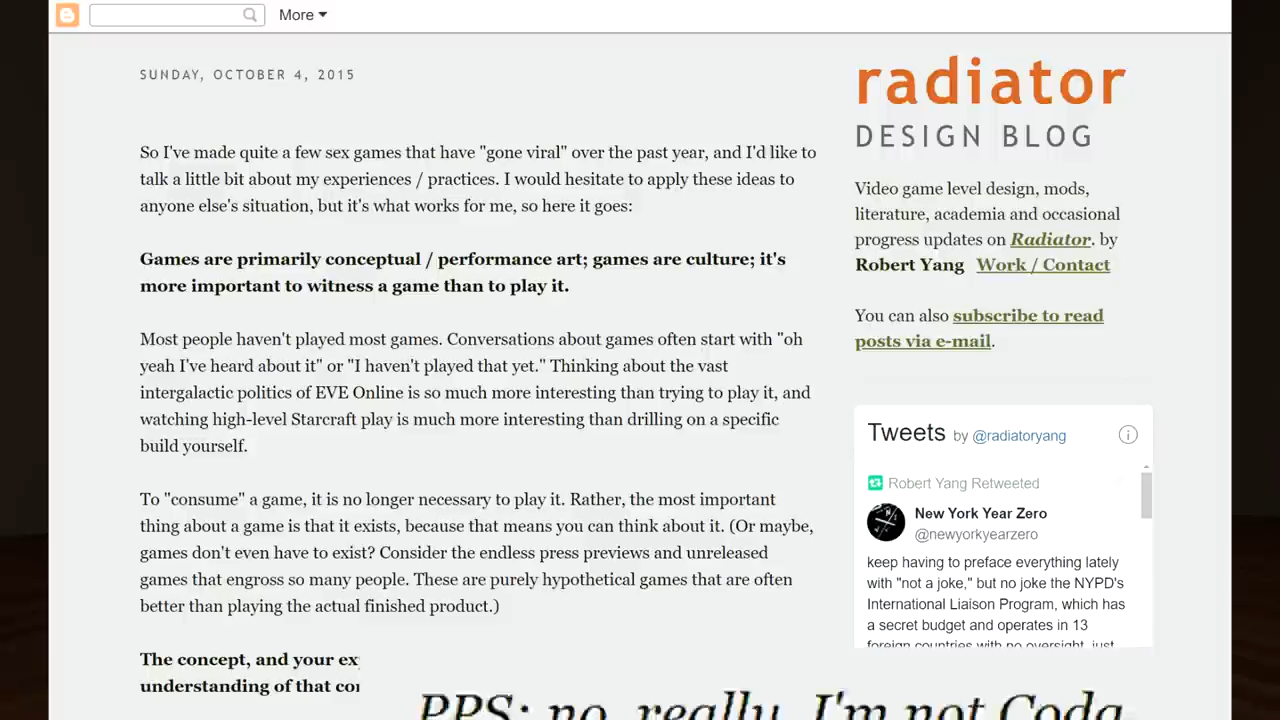 More
SUNDAY, OCTOBER 4, 2015
So I've made quite a few sex games that have "gone viral" over the past year, and I'd like to
talk a little bit about my experiences / practices. I would hesitate to apply these ideas to
anyone else's situation, but it's what works for me, so here it goes:
Games are primarily conceptual / performance art; games are culture; it's
more important to witness a game than to play it.
Most people haven't played most games. Conversations about games often start with "oh
yeah I've heard about it" or "I haven't played that yet." Thinking about the vast
intergalactic politics of EVE Online is so much more interesting than trying to play it, and
watching high-level Starcraft play is much more interesting than drilling on a specific
build yourself.
To "consume" a game, it is no longer necessary to play it. Rather, the most important
thing about a game is that it exists, because that means you can think about it. (Or maybe,
games don't even have to exist? Consider the endless press previews and unreleased
games that engross so many people. These are purely hypothetical games that are often
better than playing the actual finished product.)
The concept, and your
understanding of that
radiator
DESIGN BLOG
Video game level design, mods,
literature, academia and occasional
progress updates on Radiator. by
Robert Yang Work / Contact
You can also subscribe to read
posts via e-mail.
Tweets by @radiatoryang
Robert Yang Retweeted
New York Year Zero
@newyorkyearzero
keep having to preface everything lately
with "not a joke," but no joke the NYPD's
International Liaison Program, which has
a secret budget and operates in 13
foreign countries with no oversight, just
PPS: no, really, I'm not Coda